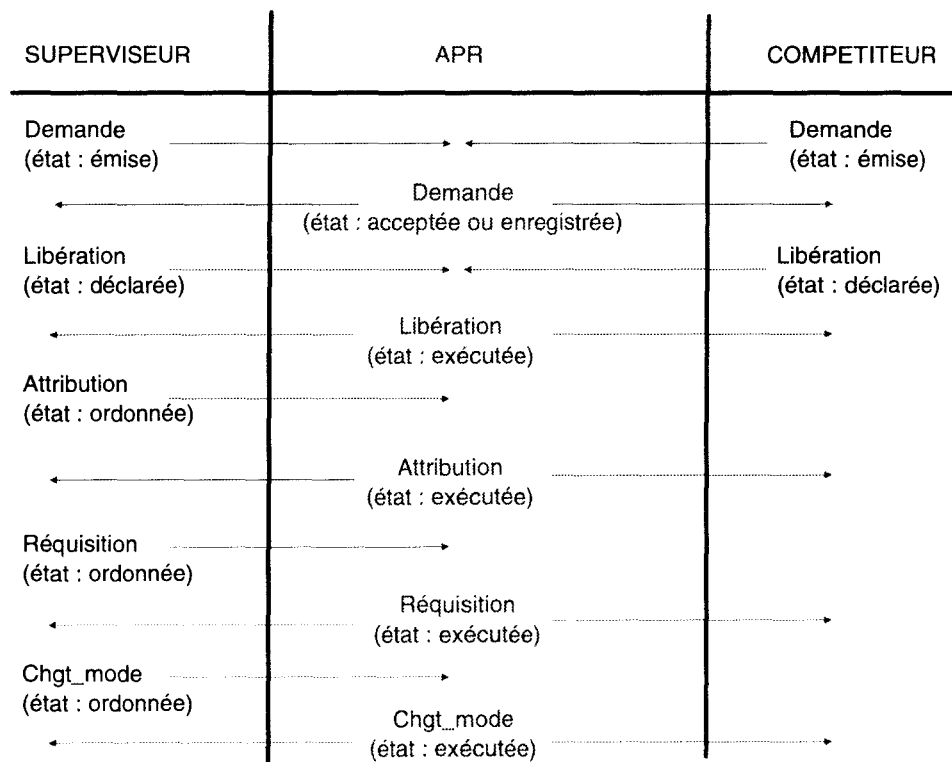 SUPERVISEUR APR COMPETITEUR
Demande Demande
(état : émise) (état : émise)
Demande
(état : acceptée ou enregistrée)
Libération Libération
(état : déclarée) (état : déclarée)
Libération
(état : exécutée)
Attribution
(état : ordonnée)
Attribution
(état : exécutée)
Réquisition
(état : ordonnée)
Réquisition
(état : exécutée)
Chgt_mode
(état : ordonnée)
Chgt_mode
(état : exécutée)